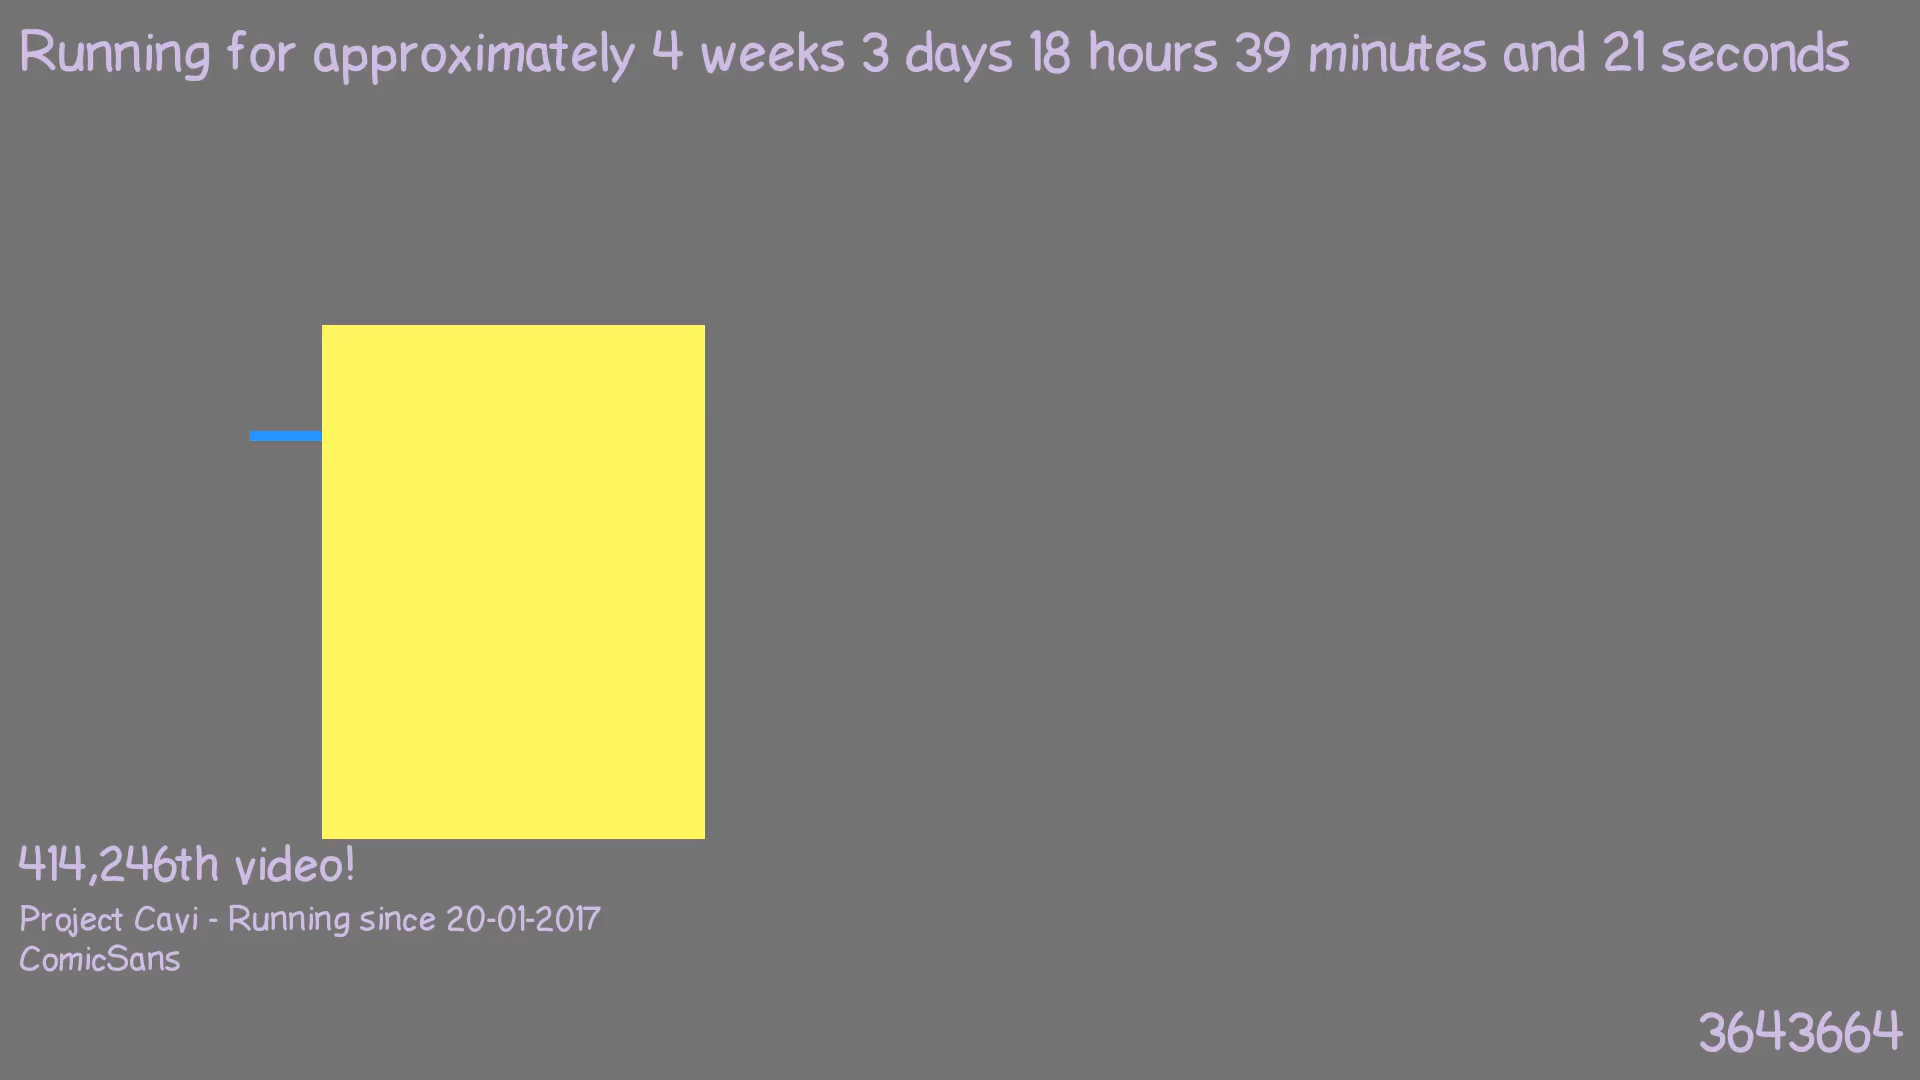 Running for approximately 4 weeks 3 days 18 hours 39 minutes and 21 seconds
414,246th video!
Project Cavi - Running since 20-01-2017
ComicSans
3643664